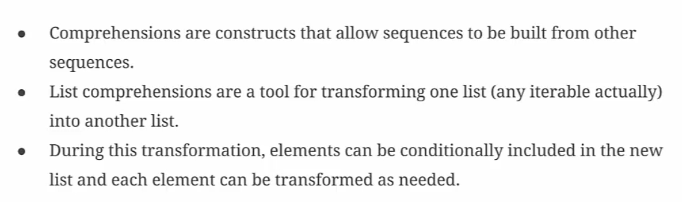 ● Comprehensions are constructs that allow sequences to be built from other
sequences.
● List comprehensions are a tool for transforming one list (any iterable actually)
into another list.
● During this transformation, elements can be conditionally included in the new
list and each element can be transformed as needed.